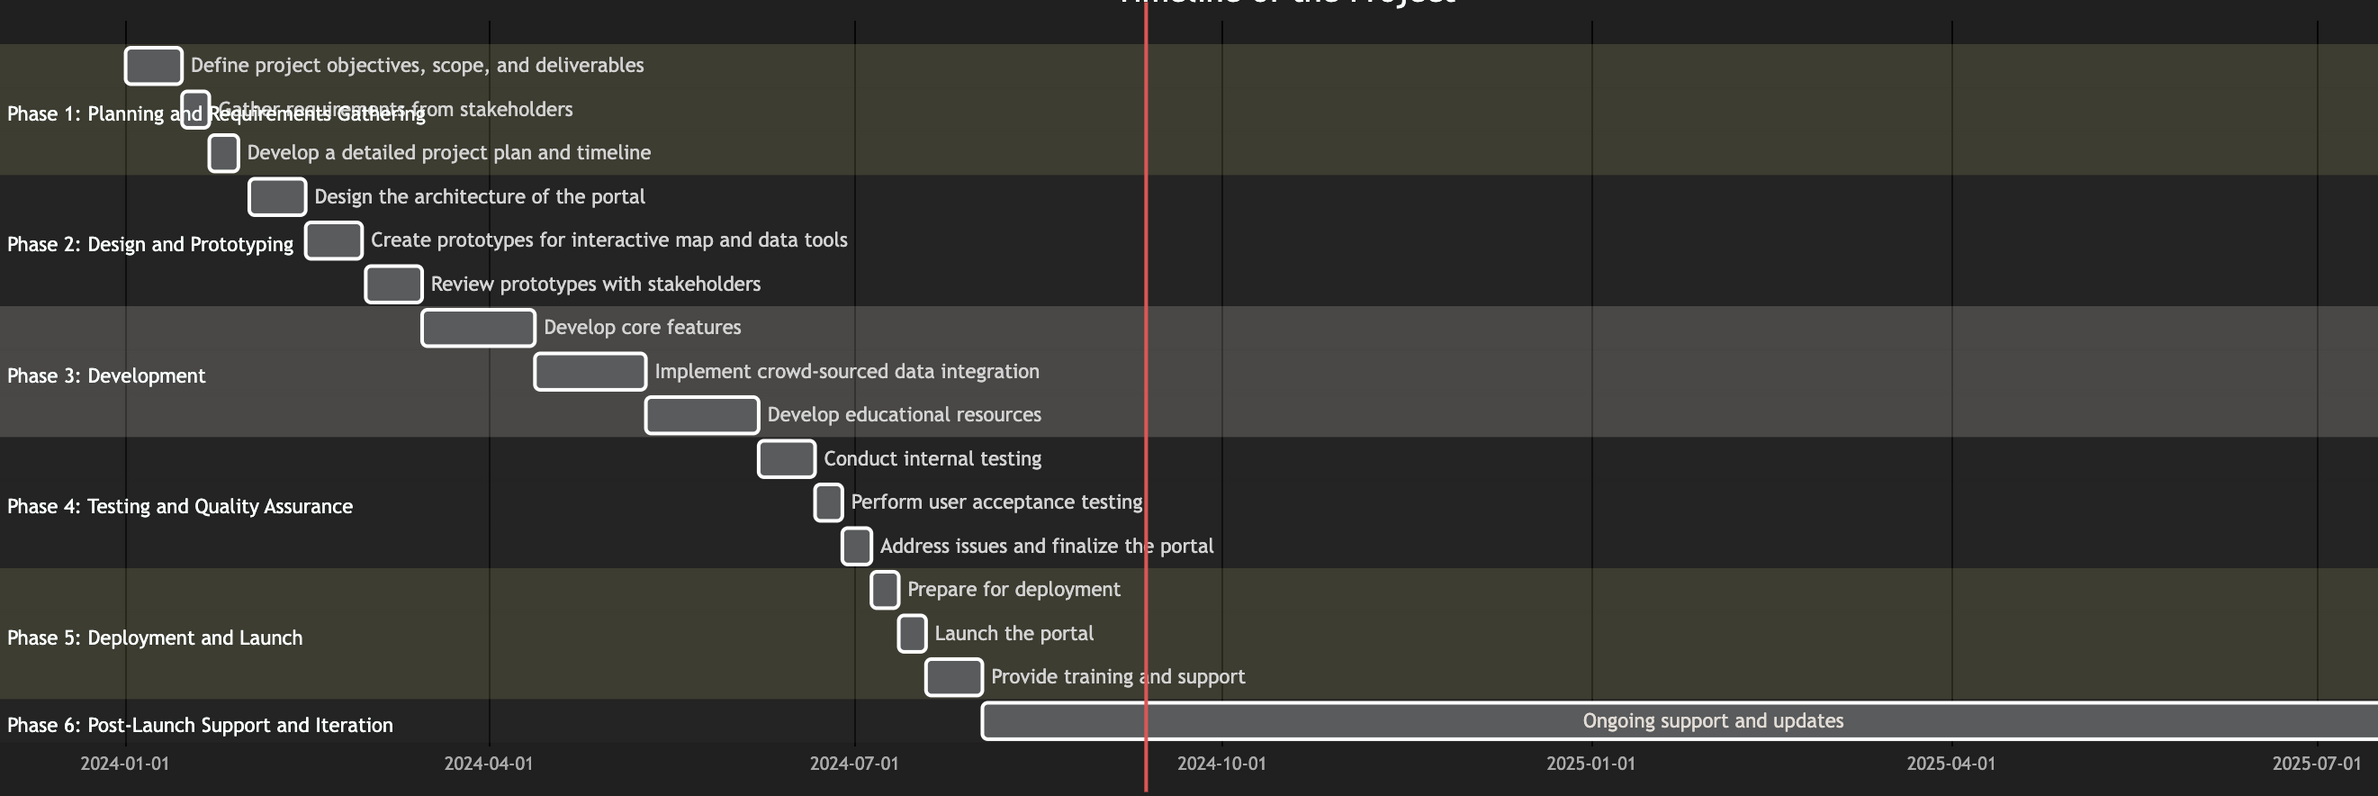 Timeline of the Project
Define project objectives, scope, and deliverables
Gather requirements from stakeholders
Phase 1: Planning and Requirements Gathering
Develop a detailed project plan and timeline
Design the architecture of the portal
Create prototypes for interactive map and data tools
Phase 2: Design and Prototyping
Review prototypes with stakeholders
Develop core features
Implement crowd-sourced data integration
Phase 3: Development
Develop educational resources
Conduct internal testing
Perform user acceptance testing
Phase 4: Testing and Quality Assurance
Address issues and finalize the portal
Prepare for deployment
Launch the portal
Phase 5: Deployment and Launch
Provide training and support
Ongoing support and updates
Phase 6: Post-Launch Support and Iteration
2024-01-01 2024-04-01 2024-07-01 2024-10-01 2025-01-01 2025-04-01 2025-07-01